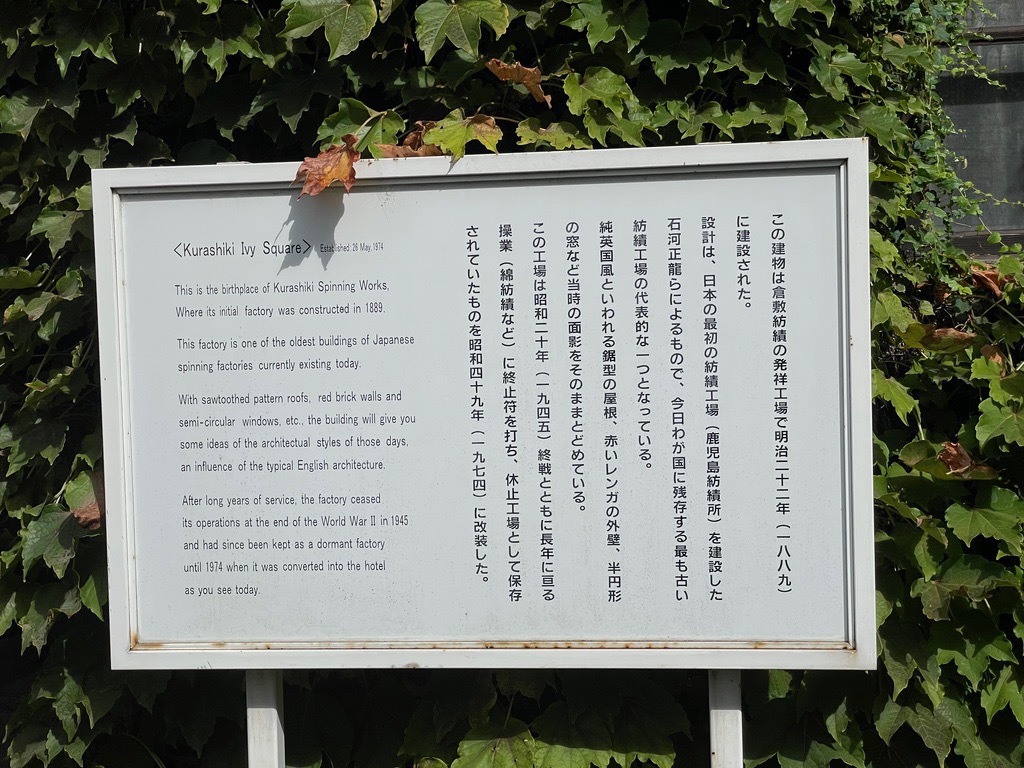 <Kurashiki Ivy Square> Established: 26 May, 1974
This is the birthplace of Kurashiki Spinning Works,
Where its initial factory was constructed in 1889.
This factory is one of the oldest buildings of Japanese
spinning factories currently existing today.
With sawtoothed pattern roofs, red brick walls and
semi-circular windows, etc., the building will give you
some ideas of the architectual styles of those days,
an influence of the typical English architecture.
After long years of service, the factory ceased
its operations at the end of the World War II in 1945
and had since been kept as a dormant factory
until 1974 when it was converted into the hotel
as you see today.
この建物は倉敷紡績の発祥工場で明治二十二年（一八八九）
に建設された。
設計は、日本の最初の紡績工場（鹿児島紡績所）を建設した
石河正龍らによるもので、今日わが国に残存する最も古い
紡績工場の代表的な一つとなっている。
純英国風といわれる鋸型の屋根、赤いレンガの外壁、半円形
の窓など当時の面影をそのままとどめている。
この工場は昭和二十年（一九四五）終戦とともに長年に亘る
操業（綿紡績など）に終止符を打ち、休止工場として保存
されていたものを昭和四十九年（一九七四）に改装した。